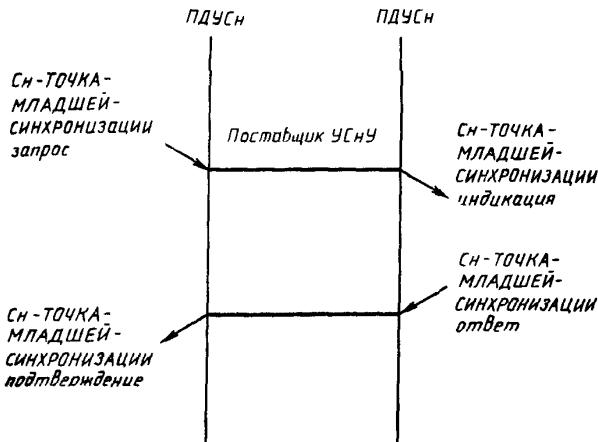 ПДУСн ПДУСн
Сн-ТОЧКА-
МЛАДШЕЙ-
СИНХРОНИЗАЦИИ
запрос
Поставщик УСнУ
Сн-ТОЧКА-
МЛАДШЕЙ-
СИНХРОНИЗАЦИИ
индикация
Сн-ТОЧКА-
МЛАДШЕЙ-
СИНХРОНИЗАЦИИ
ответ
Сн-ТОЧКА-
МЛАДШЕЙ-
СИНХРОНИЗАЦИИ
подтверждение